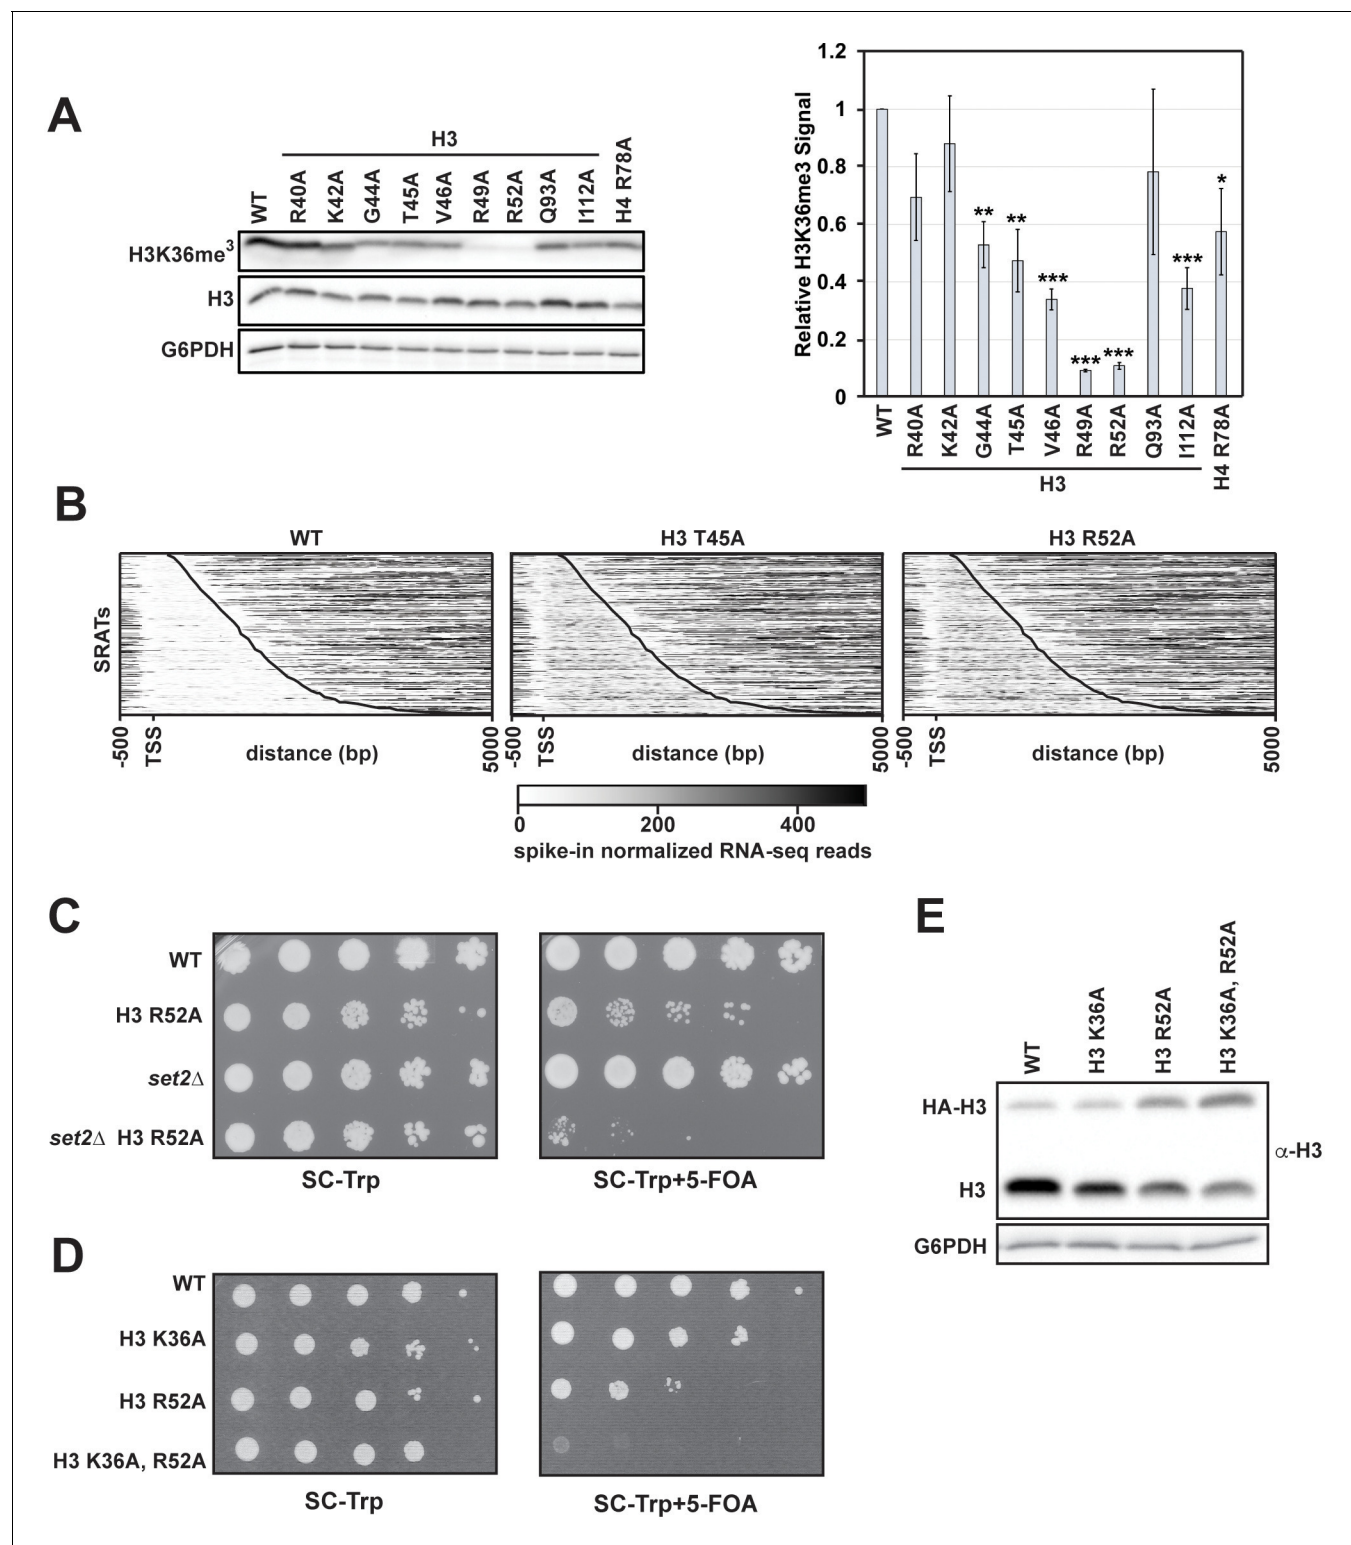 A
H3
WT
R40A
K42A
G44A
T45A
V46A
R49A
R52A
Q93A
I112A
H4 R78A
H3K36me3
H3
G6PDH
Relative H3K36me3 Signal
1.2
1
0.8
0.6
0.4
0.2
0
**
**
***
***
***
***
*
WT
R40A
K42A
G44A
T45A
V46A
R49A
R52A
Q93A
I112A
H4 R78A
H3
B
WT
H3 T45A
H3 R52A
SRATs
-500
TSS
distance (bp)
5000
-500
TSS
distance (bp)
5000
-500
TSS
distance (bp)
5000
0
200
400
spike-in normalized RNA-seq reads
C
WT
H3 R52A
set2Δ
set2Δ H3 R52A
SC-Trp
SC-Trp+5-FOA
D
WT
H3 K36A
H3 R52A
H3 K36A, R52A
SC-Trp
SC-Trp+5-FOA
E
WT
H3 K36A
H3 R52A
H3 K36A, R52A
HA-H3
H3
α-H3
G6PDH